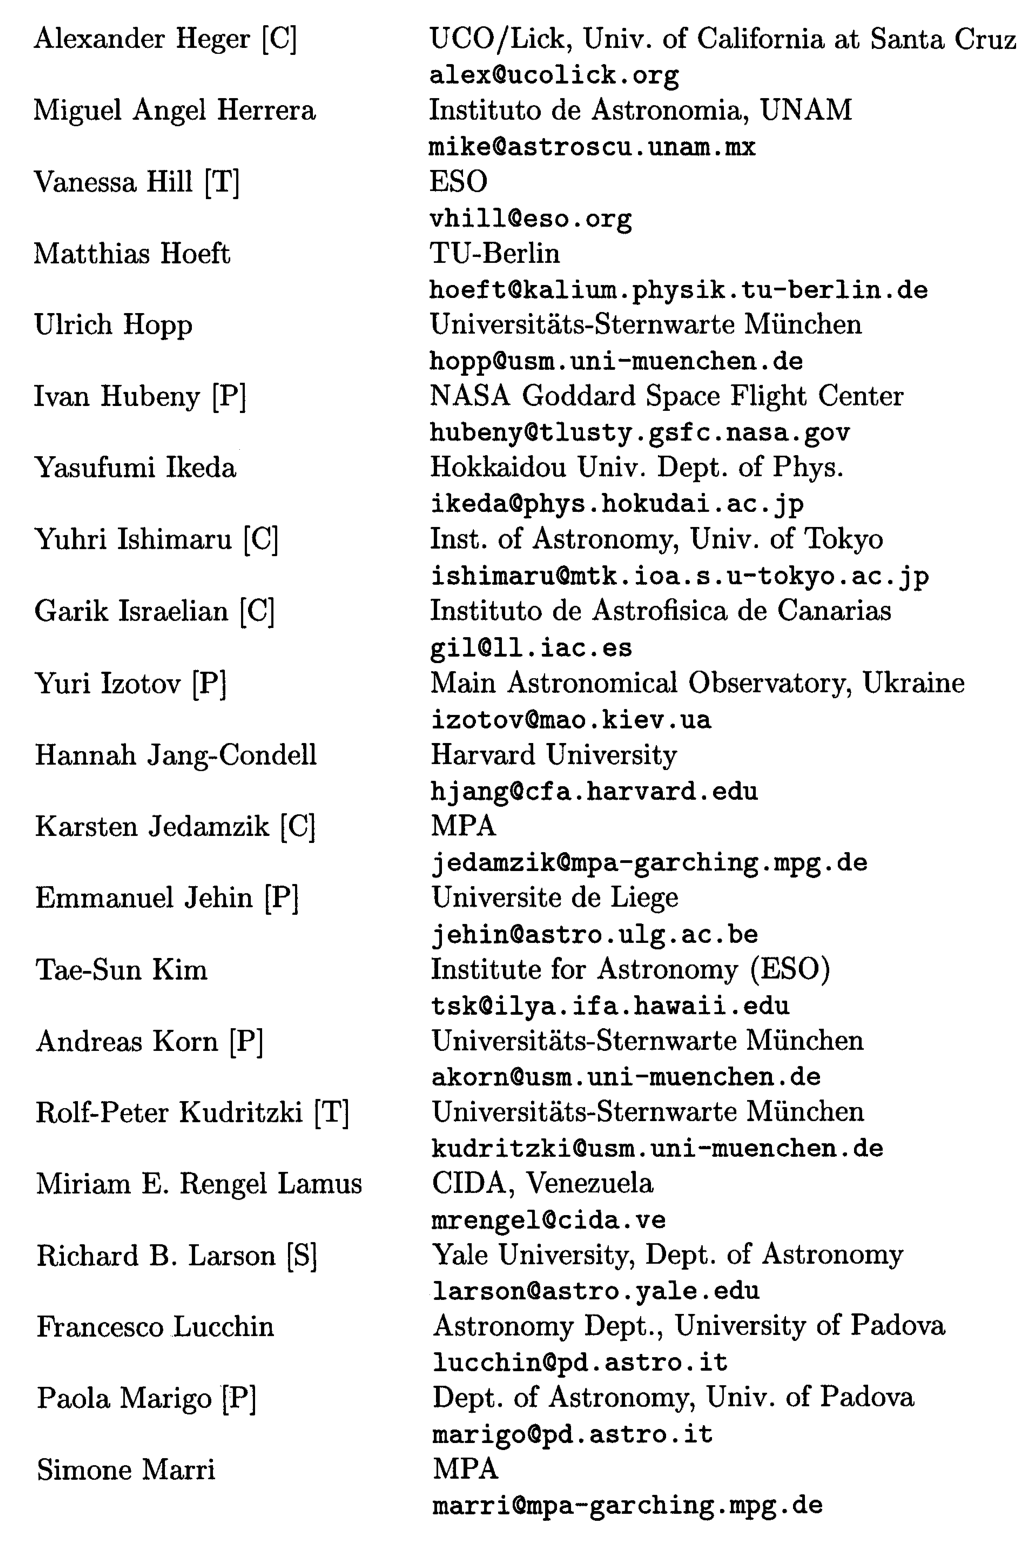 Alexander Heger [C] UCO/Lick, Univ. of California at Santa Cruz
alex@ucolick.org
Miguel Angel Herrera Instituto de Astronomia, UNAM
mike@astroscu.unam.mx
Vanessa Hill [T] ESO
vhill@eso.org
Matthias Hoeft TU-Berlin
hoeft@kalium.physik.tu-berlin.de
Ulrich Hopp Universitäts-Sternwarte München
hopp@usm.uni-muenchen.de
Ivan Hubeny [P] NASA Goddard Space Flight Center
hubeny@tlusty.gsfc.nasa.gov
Yasufumi Ikeda Hokkaidou Univ. Dept. of Phys.
ikeda@phys.hokudai.ac.jp
Yuhri Ishimaru [C] Inst. of Astronomy, Univ. of Tokyo
ishimaru@mtk.ioa.s.u-tokyo.ac.jp
Garik Israelian [C] Instituto de Astrofisica de Canarias
gil@ll.iac.es
Yuri Izotov [P] Main Astronomical Observatory, Ukraine
izotov@mao.kiev.ua
Hannah Jang-Condell Harvard University
hjang@cfa.harvard.edu
Karsten Jedamzik [C] MPA
jedamzik@mpa-garching.mpg.de
Emmanuel Jehin [P] Universite de Liege
jehin@astro.ulg.ac.be
Tae-Sun Kim Institute for Astronomy (ESO)
tsk@ilya.ifa.hawaii.edu
Andreas Korn [P] Universitäts-Sternwarte München
akorn@usm.uni-muenchen.de
Rolf-Peter Kudritzki [T] Universitäts-Sternwarte München
kudritzki@usm.uni-muenchen.de
Miriam E. Rengel Lamus CIDA, Venezuela
mrengel@cida.ve
Richard B. Larson [S] Yale University, Dept. of Astronomy
larson@astro.yale.edu
Francesco Lucchin Astronomy Dept., University of Padova
lucchin@pd.astro.it
Paola Marigo [P] Dept. of Astronomy, Univ. of Padova
marigo@pd.astro.it
Simone Marri MPA
marri@mpa-garching.mpg.de